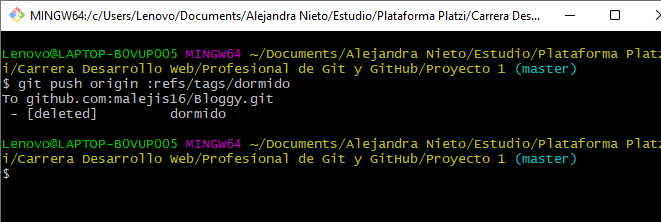 MINGW64:/c/Users/Lenovo/Documents/Alejandra Nieto/Estudio/Plataforma Platzi/Carrera Des...
Lenovo@LAPTOP-B0VUP005 MINGW64 ~/Documents/Alejandra Nieto/Estudio/Plataforma Platz
i/Carrera Desarrollo Web/Profesional de Git y GitHub/Proyecto 1 (master)
$ git push origin :refs/tags/dormido
To github.com:malejis16/Bloggy.git
 - [deleted]         dormido
Lenovo@LAPTOP-B0VUP005 MINGW64 ~/Documents/Alejandra Nieto/Estudio/Plataforma Platz
i/Carrera Desarrollo Web/Profesional de Git y GitHub/Proyecto 1 (master)
$